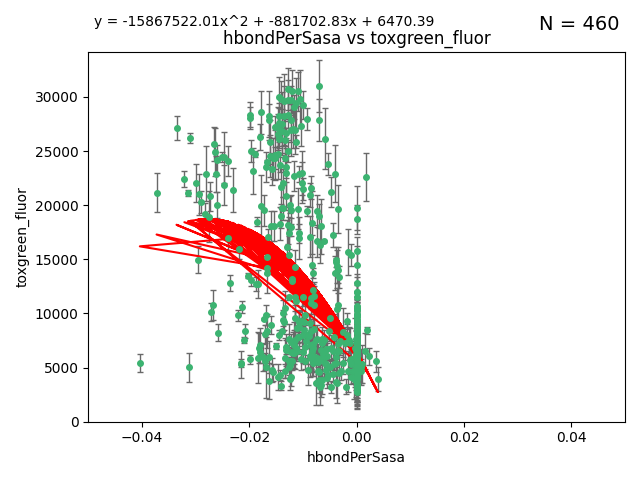 y = -15867522.01x^2 + -881702.83x + 6470.39
N = 460
hbondPerSasa vs toxgreen_fluor
toxgreen_fluor
30000
25000
20000
15000
10000
5000
0
−0.04
−0.02
0.00
0.02
0.04
hbondPerSasa